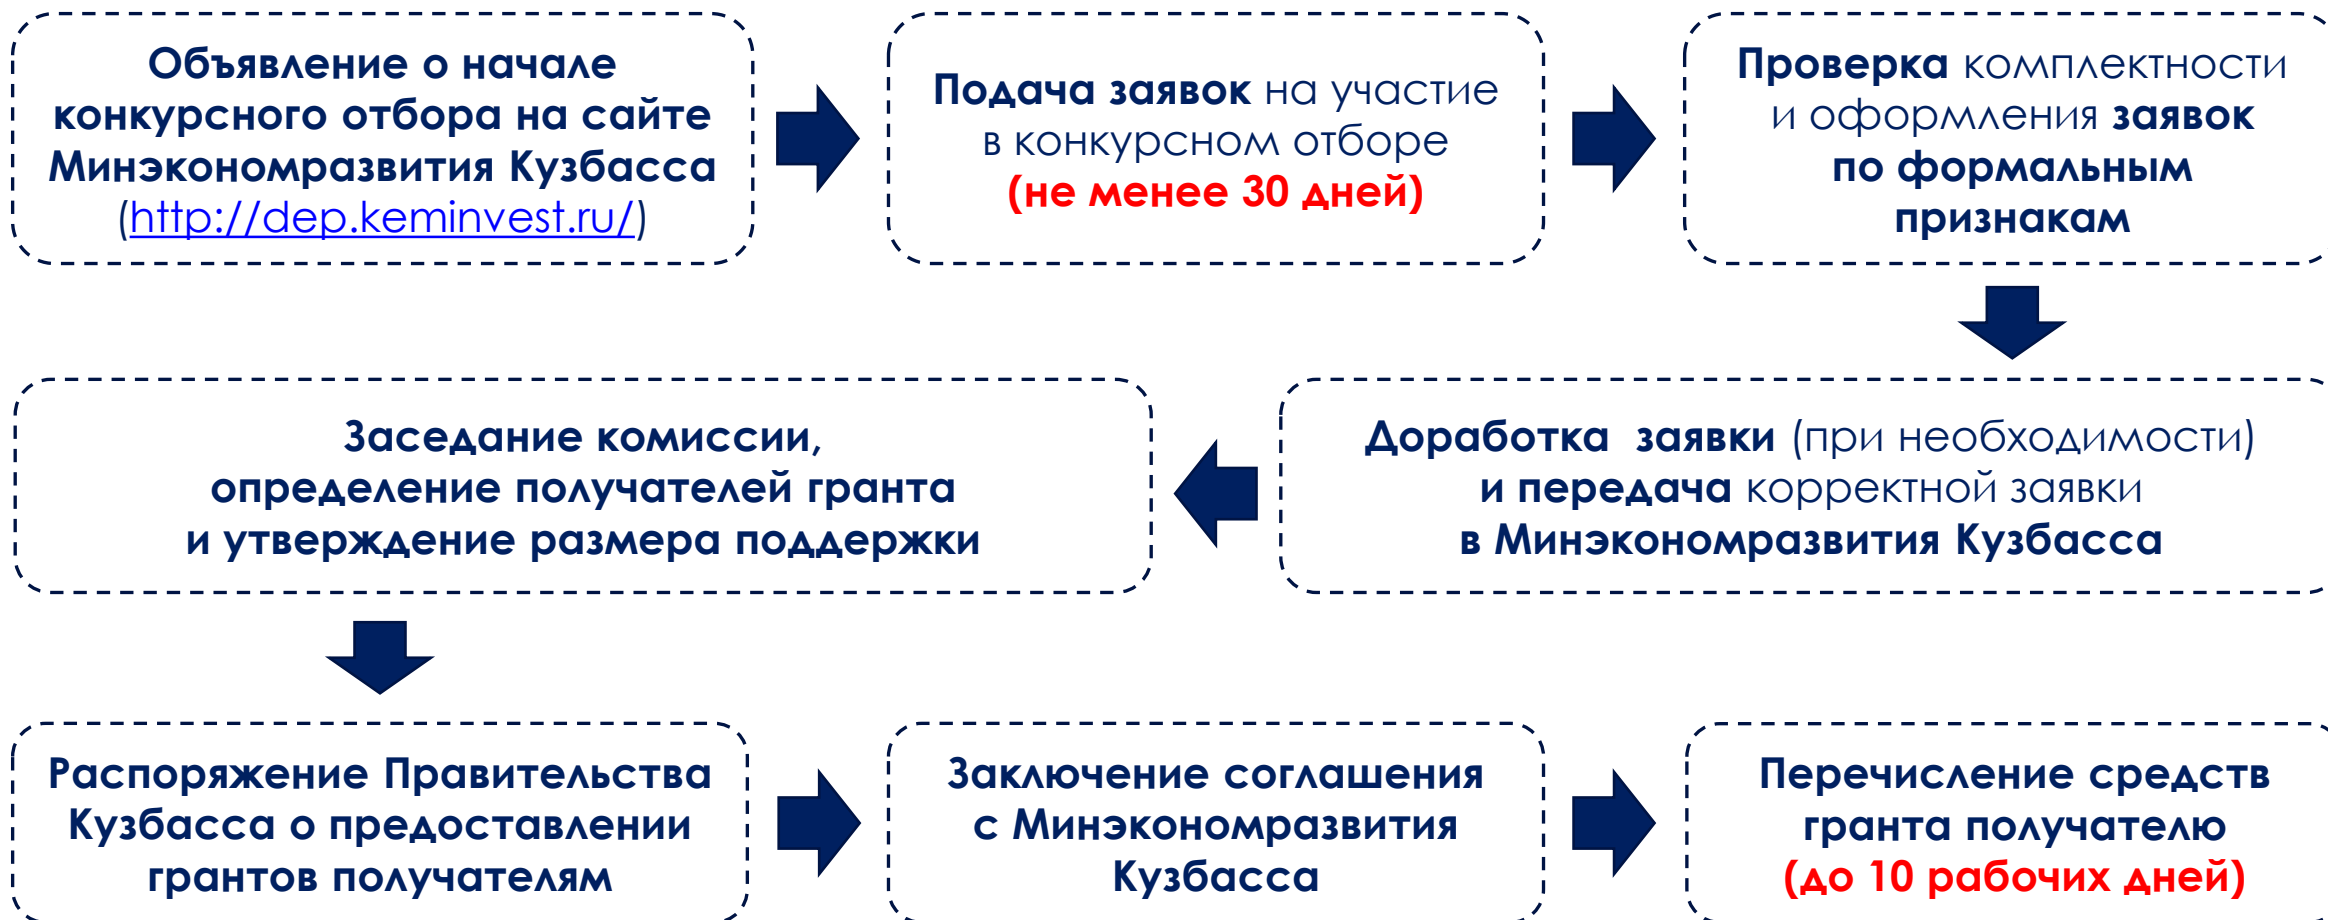 Объявление о начале
конкурсного отбора на сайте
Минэкономразвития Кузбасса
(http://dep.keminvest.ru/)
Подача заявок на участие
в конкурсном отборе
(не менее 30 дней)
Проверка комплектности
и оформления заявок
по формальным
признакам
Доработка  заявки (при необходимости)
и передача корректной заявки
в Минэкономразвития Кузбасса
Заседание комиссии,
определение получателей гранта
и утверждение размера поддержки
Распоряжение Правительства
Кузбасса о предоставлении
грантов получателям
Заключение соглашения
с Минэкономразвития
Кузбасса
Перечисление средств
гранта получателю
(до 10 рабочих дней)